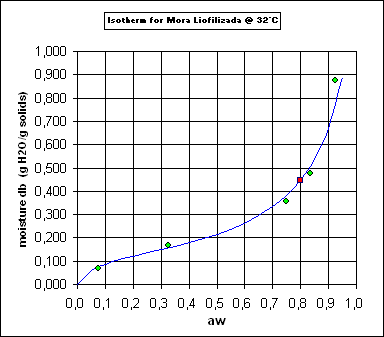 Isotherm for Mora Liofilizada @ 32°C
moisture db (g H2O/g solids)
1,000
0,900
0,800
0,700
0,600
0,500
0,400
0,300
0,200
0,100
0,000
0,0 0,1 0,2 0,3 0,4 0,5 0,6 0,7 0,8 0,9 1,0
aw